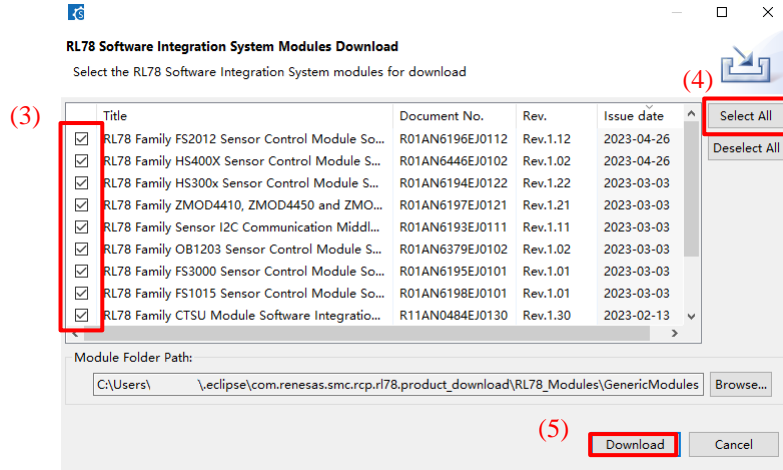 RL78 Software Integration System Modules Download
Select the RL78 Software Integration System modules for download
(4)
(3)
Title Document No. Rev. Issue date
Select All
RL78 Family FS2012 Sensor Control Module So... R01AN6196EJ0112 Rev.1.12 2023-04-26
Deselect All
RL78 Family HS400X Sensor Control Module S... R01AN6446EJ0102 Rev.1.02 2023-04-26
RL78 Family HS300x Sensor Control Module S... R01AN6194EJ0122 Rev.1.22 2023-03-03
RL78 Family ZMOD4410, ZMOD4450 and ZMO... R01AN6197EJ0121 Rev.1.21 2023-03-03
RL78 Family Sensor I2C Communication Middl... R01AN6193EJ0111 Rev.1.11 2023-03-03
RL78 Family OB1203 Sensor Control Module S... R01AN6379EJ0102 Rev.1.02 2023-03-03
RL78 Family FS3000 Sensor Control Module So... R01AN6195EJ0101 Rev.1.01 2023-03-03
RL78 Family FS1015 Sensor Control Module So... R01AN6198EJ0101 Rev.1.01 2023-03-03
RL78 Family CTSU Module Software Integratio... R11AN0484EJ0130 Rev.1.30 2023-02-13
Module Folder Path:
C:\Users\ \.eclipse\com.renesas.smc.rcp.rl78.product_download\RL78_Modules\GenericModules
Browse...
(5)
Download
Cancel